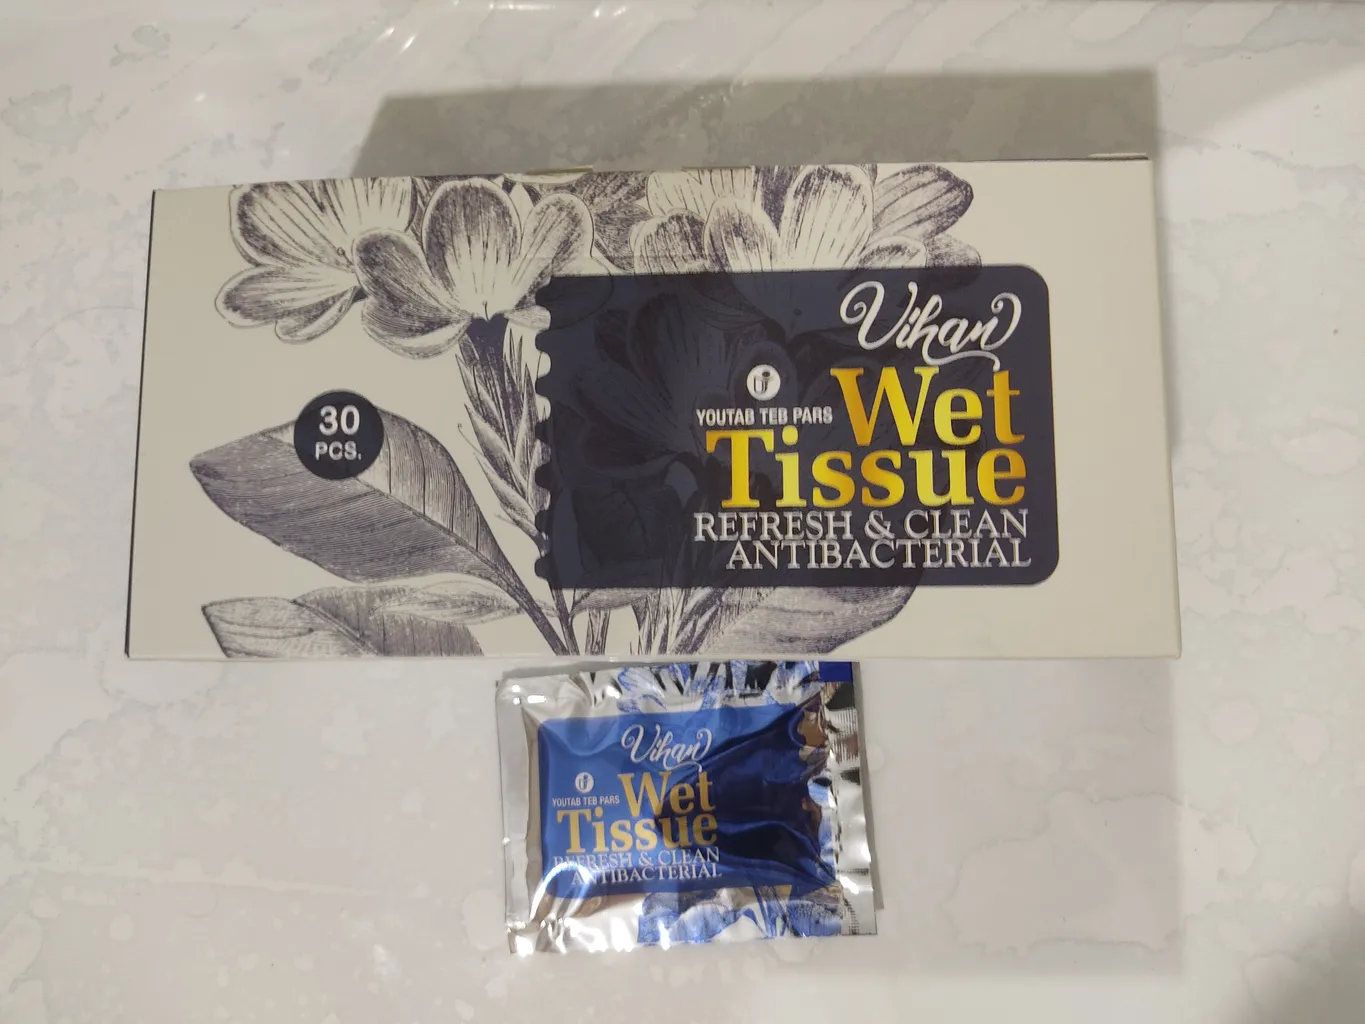 30
PCS.
Vihan
Wet
YOUTAB TEB PARS
Tissue
REFRESH & CLEAN
ANTIBACTERIAL
Vihan
Wet
YOUTAB TEB PARS
Tissue
REFRESH & CLEAN
ANTIBACTERIAL